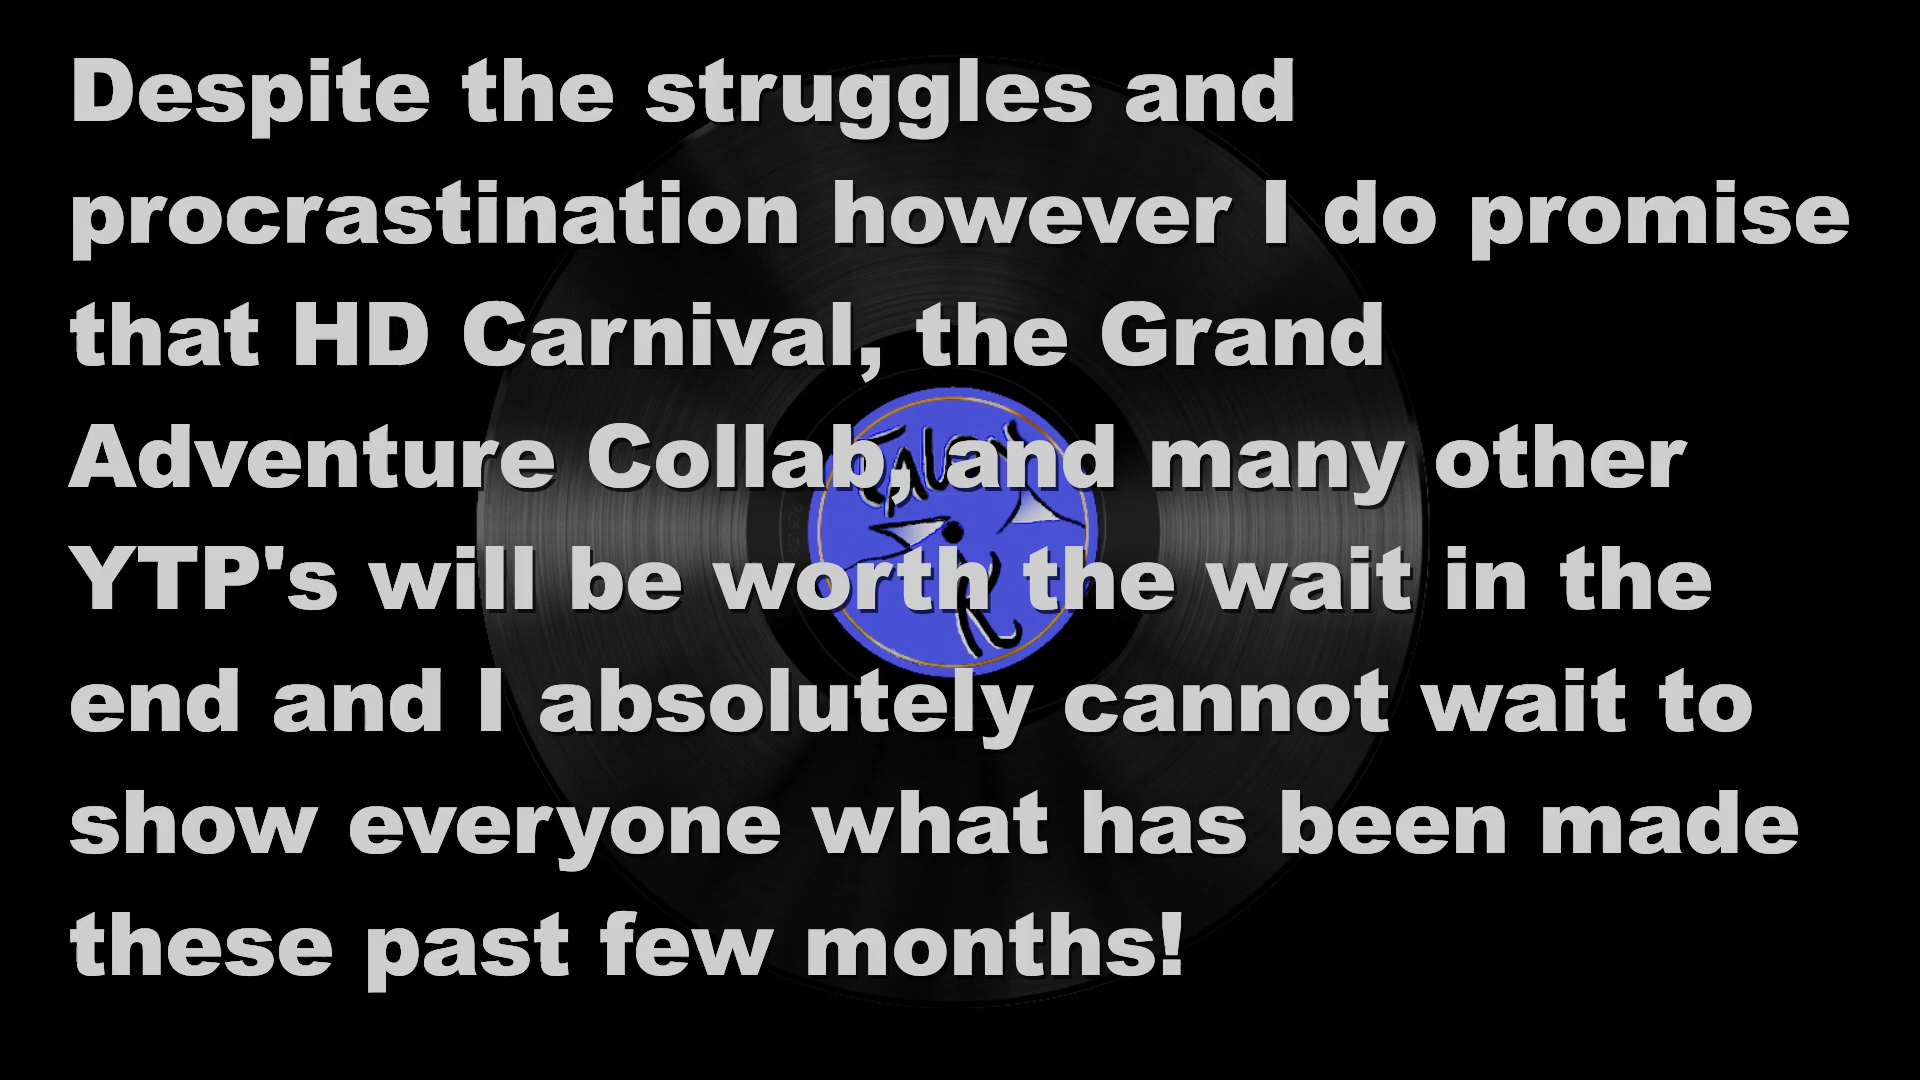 Despite the struggles and
procrastination however I do promise
that HD Carnival, the Grand
Adventure Collab, and many other
YTP's will be worth the wait in the
end and I absolutely cannot wait to
show everyone what has been made
these past few months!